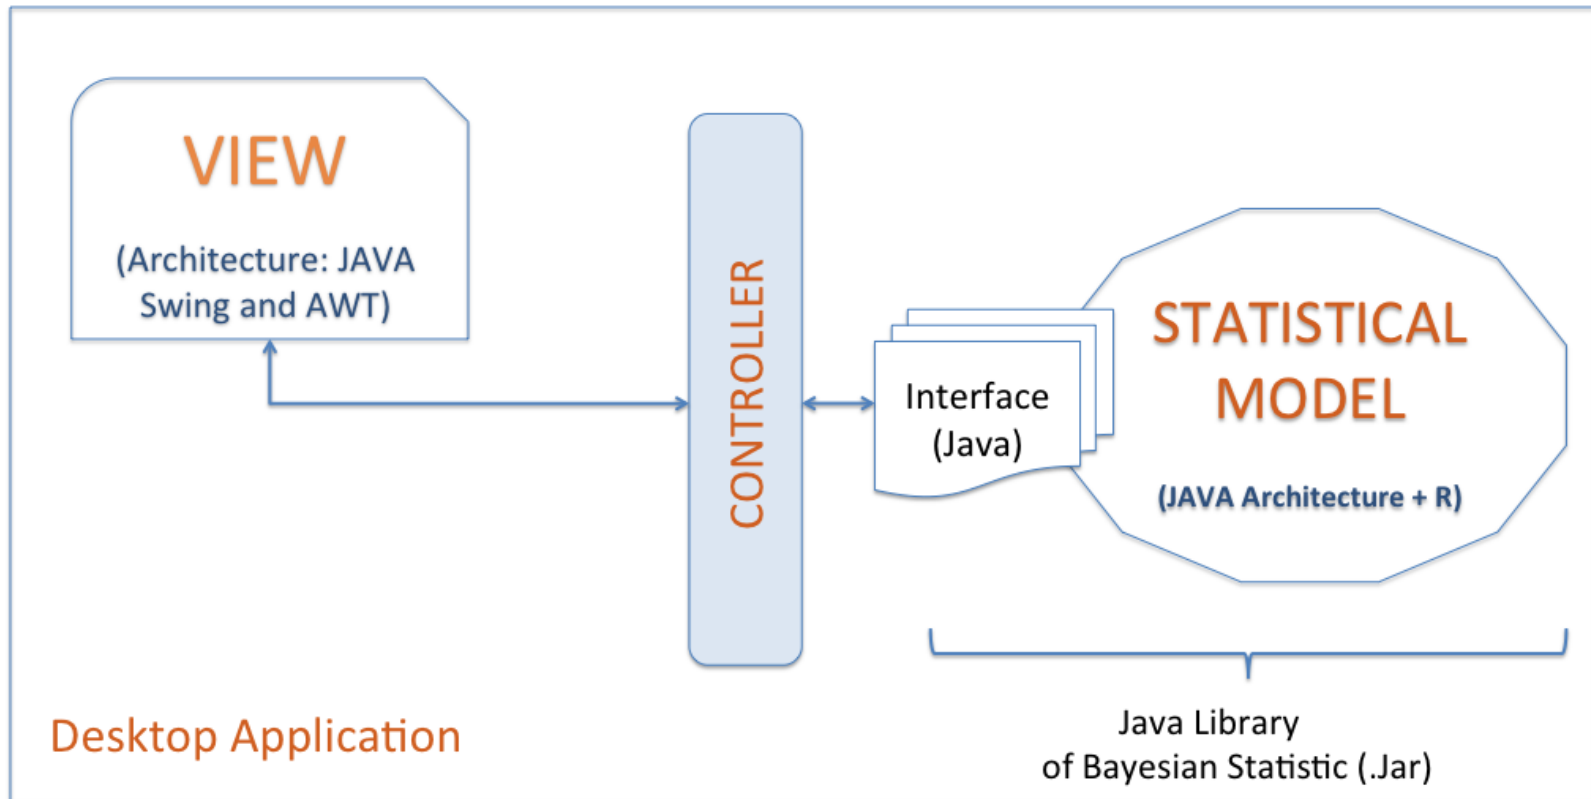 VIEW
(Architecture: JAVA
Swing and AWT)
CONTROLLER
Interface
(Java)
STATISTICAL
MODEL
(JAVA Architecture + R)
Desktop Application
Java Library
of Bayesian Statistic (.Jar)